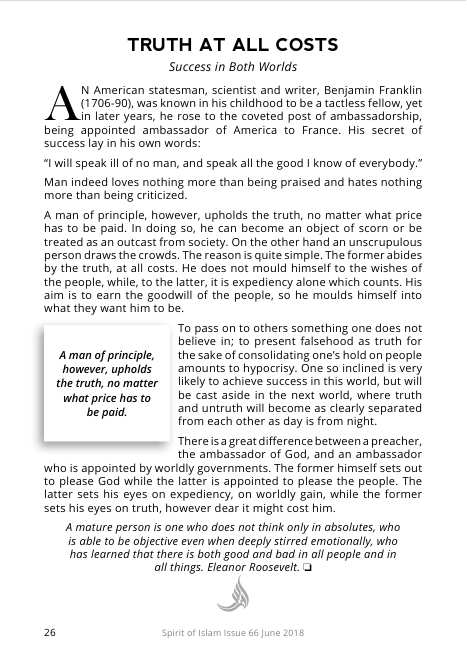 TRUTH AT ALL COSTS
Success in Both Worlds
AN American statesman, scientist and writer, Benjamin Franklin
(1706-90), was known in his childhood to be a tactless fellow, yet
in later years, he rose to the coveted post of ambassadorship,
being appointed ambassador of America to France. His secret of
success lay in his own words:
“I will speak ill of no man, and speak all the good I know of everybody.”
Man indeed loves nothing more than being praised and hates nothing
more than being criticized.
A man of principle, however, upholds the truth, no matter what price
has to be paid. In doing so, he can become an object of scorn or be
treated as an outcast from society. On the other hand an unscrupulous
person draws the crowds. The reason is quite simple. The former abides
by the truth, at all costs. He does not mould himself to the wishes of
the people, while, to the latter, it is expediency alone which counts. His
aim is to earn the goodwill of the people, so he moulds himself into
what they want him to be.
A man of principle,
however, upholds
the truth, no matter
what price has to
be paid.
To pass on to others something one does not
believe in; to present falsehood as truth for
the sake of consolidating one’s hold on people
amounts to hypocrisy. One so inclined is very
likely to achieve success in this world, but will
be cast aside in the next world, where truth
and untruth will become as clearly separated
from each other as day is from night.
There is a great difference between a preacher,
the ambassador of God, and an ambassador
who is appointed by worldly governments. The former himself sets out
to please God while the latter is appointed to please the people. The
latter sets his eyes on expediency, on worldly gain, while the former
sets his eyes on truth, however dear it might cost him.
A mature person is one who does not think only in absolutes, who
is able to be objective even when deeply stirred emotionally, who
has learned that there is both good and bad in all people and in
all things. Eleanor Roosevelt. ❏
26
Spirit of Islam Issue 66 June 2018